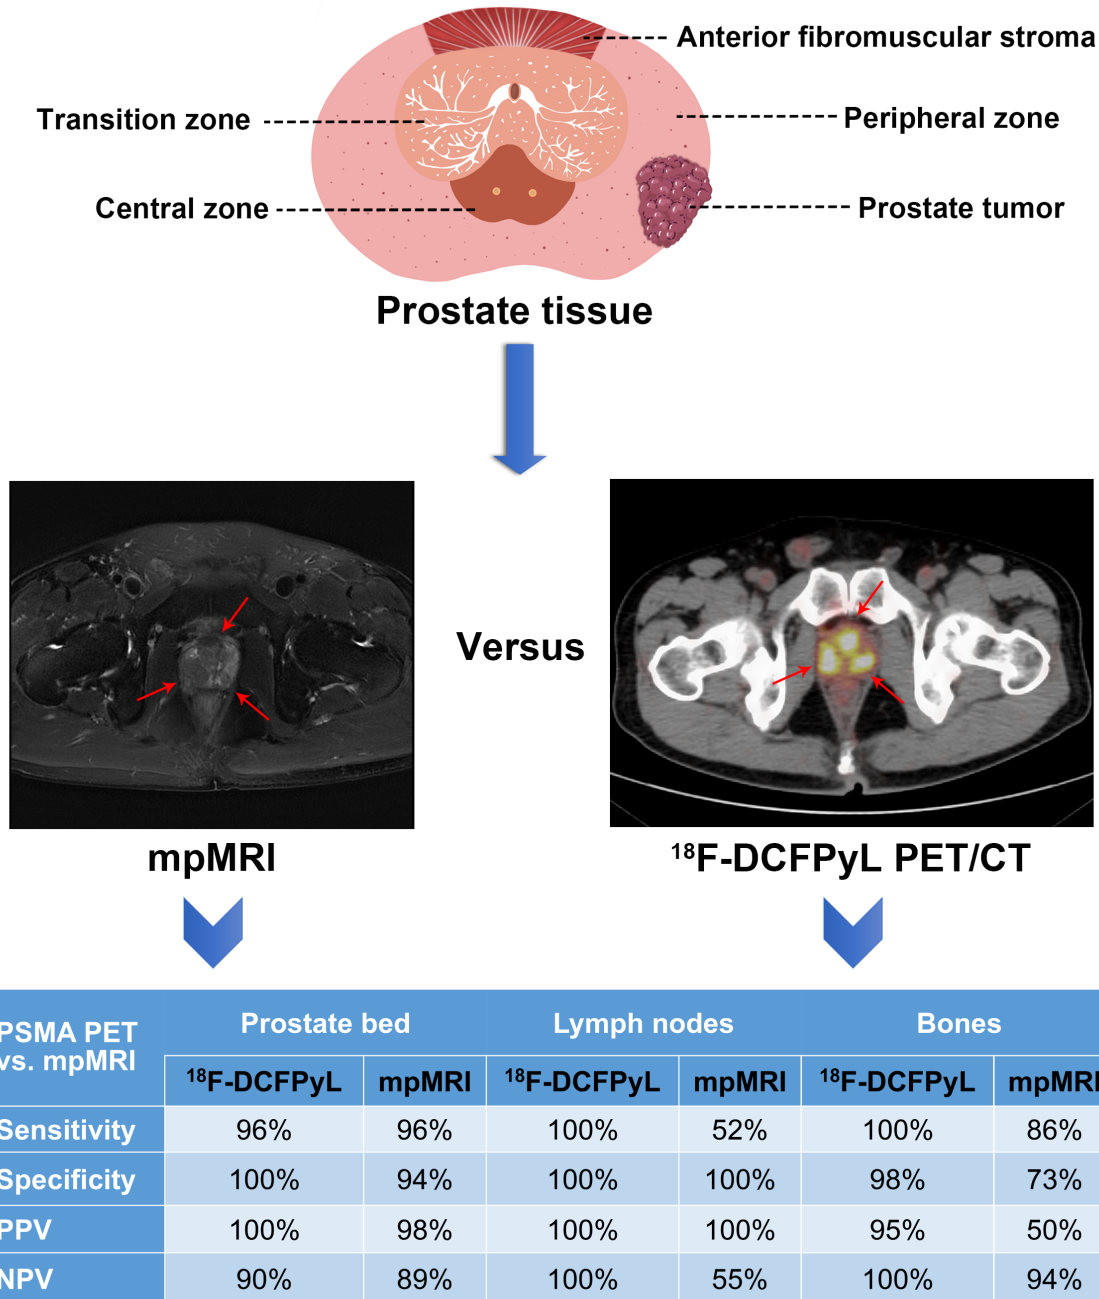 Anterior fibromuscular stroma
Transition zone
Peripheral zone
Central zone
Prostate tumor
Prostate tissue
Versus
mpMRI
¹⁸F-DCFPyL PET/CT
PSMA PET vs. mpMRI
Prostate bed Lymph nodes Bones
¹⁸F-DCFPyL mpMRI ¹⁸F-DCFPyL mpMRI ¹⁸F-DCFPyL mpMRI
Sensitivity 96% 96% 100% 52% 100% 86%
Specificity 100% 94% 100% 100% 98% 73%
PPV 100% 98% 100% 100% 95% 50%
NPV 90% 89% 100% 55% 100% 94%